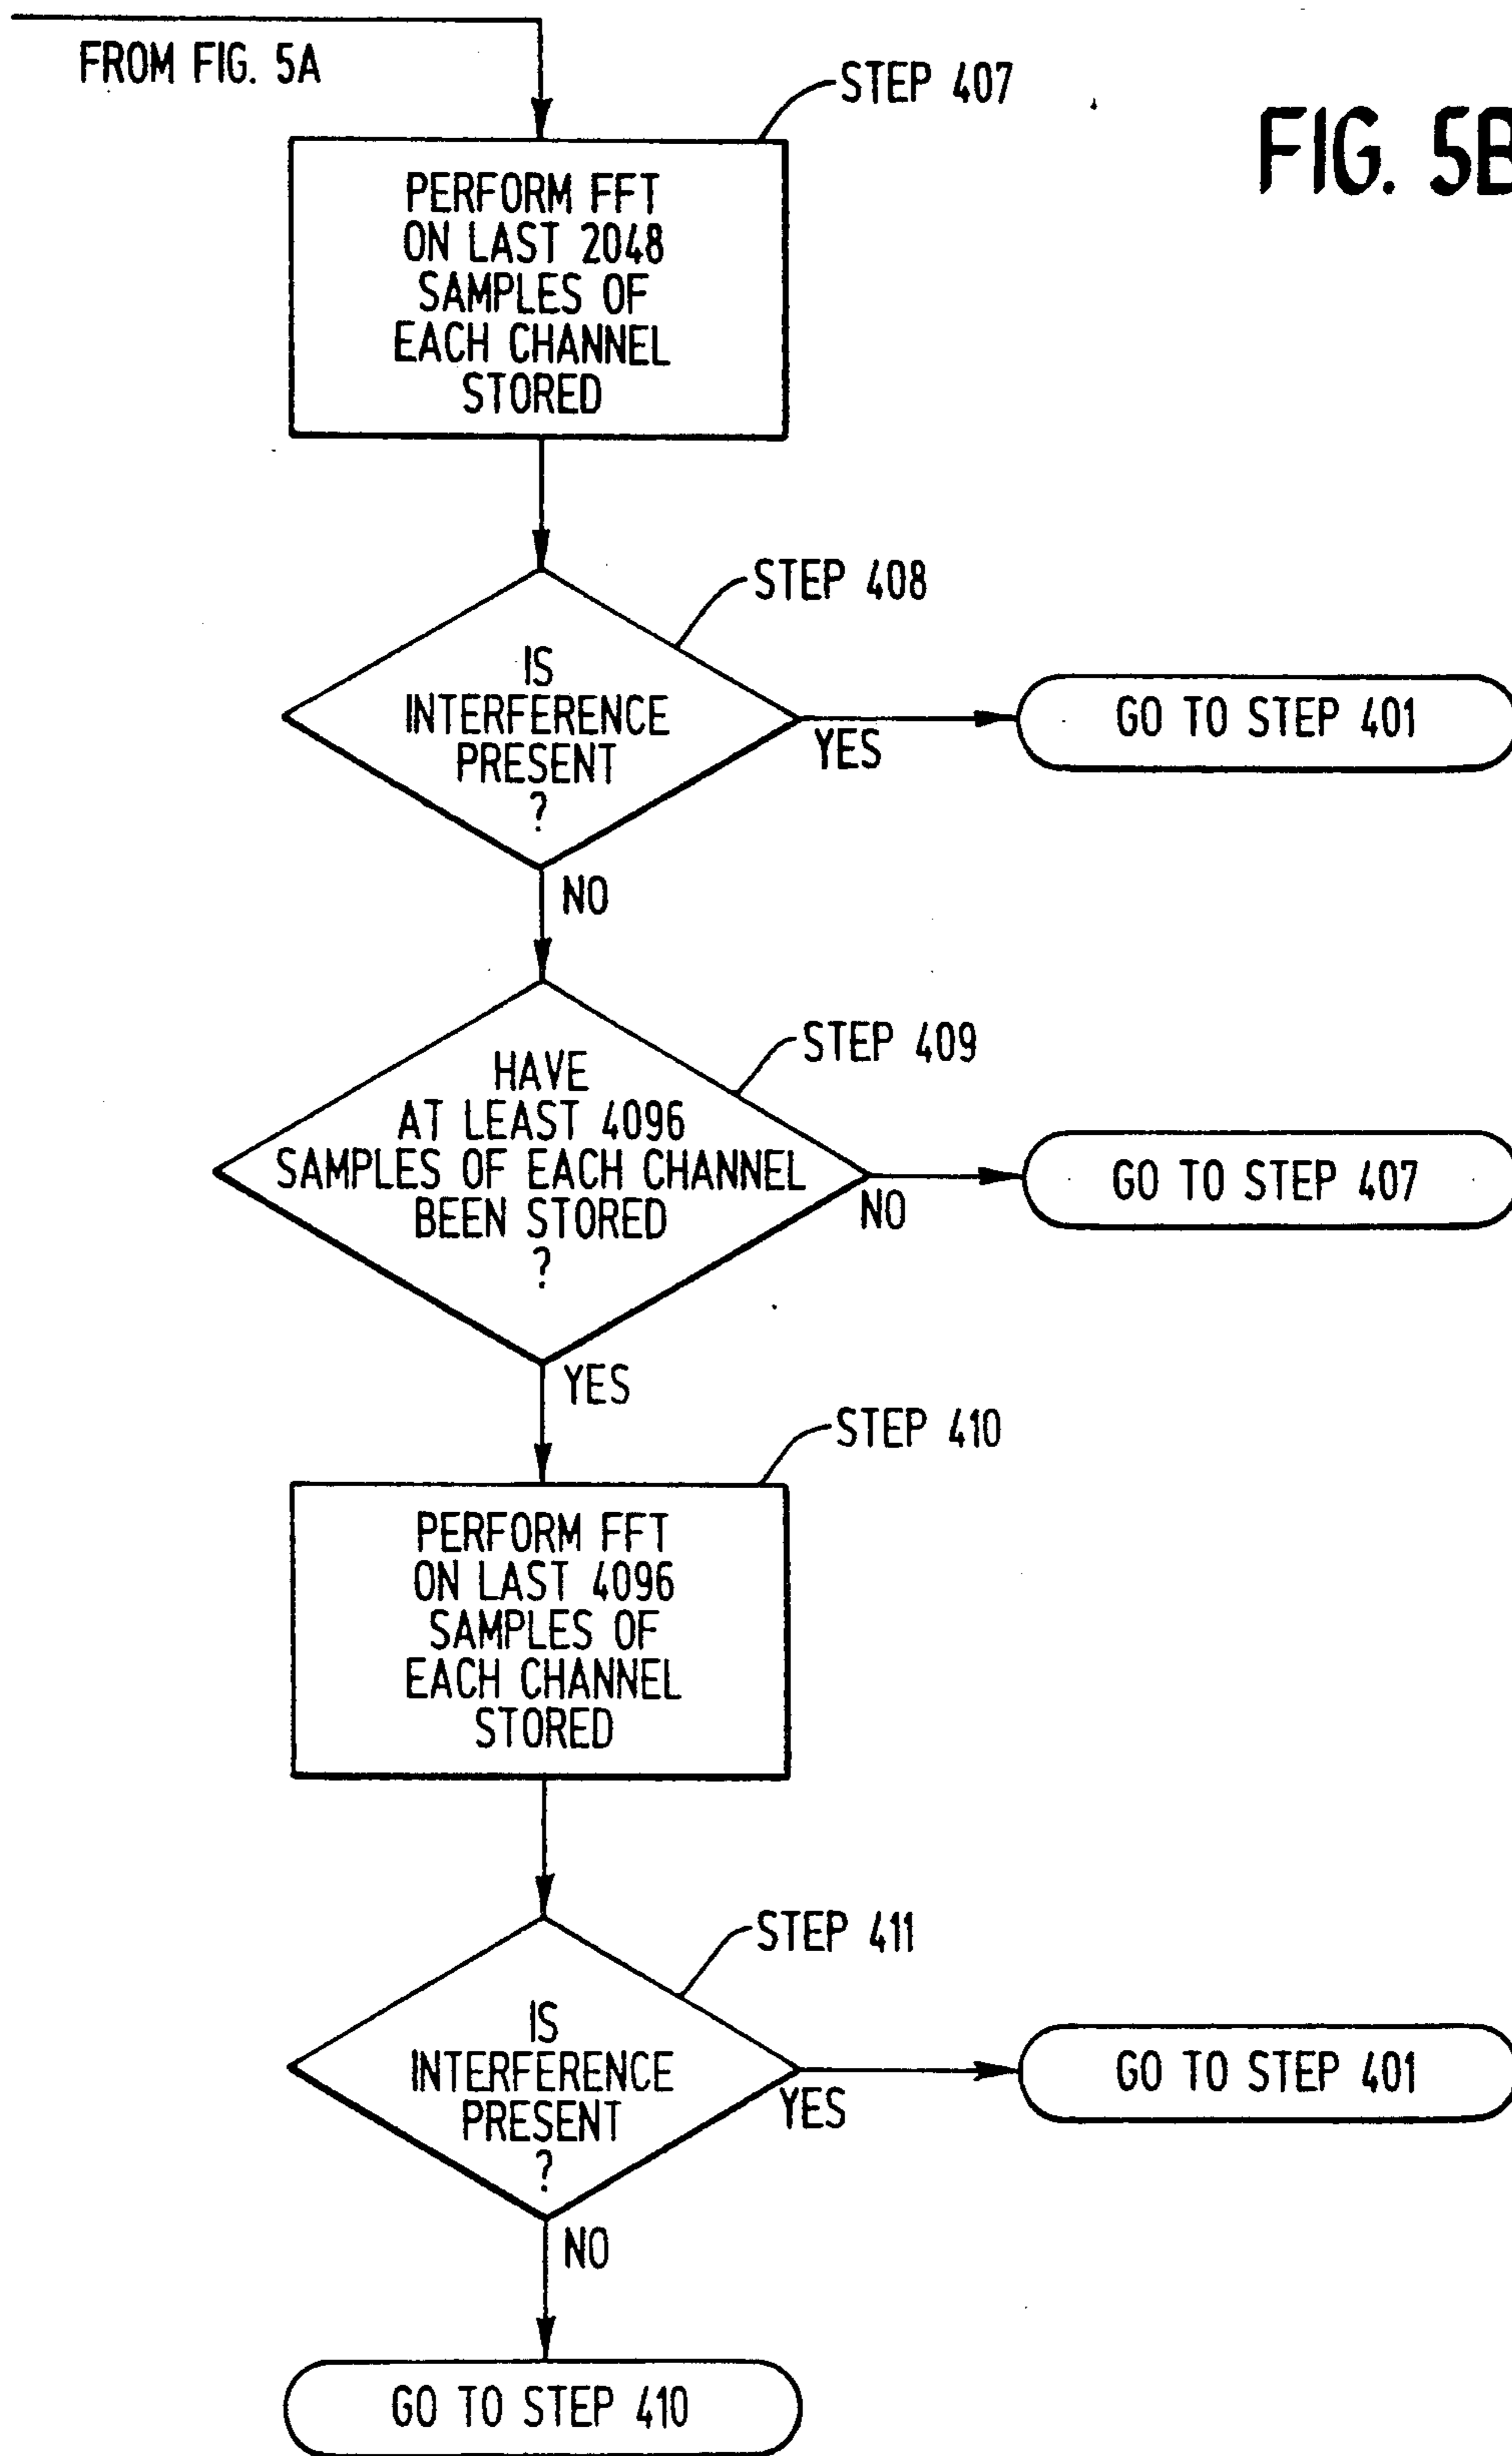 FROM FIG. 5A
STEP 407
FIG. 5B
PERFORM FFT
ON LAST 2048
SAMPLES OF
EACH CHANNEL
STORED
STEP 408
IS
INTERFERENCE
PRESENT
?
YES
GO TO STEP 401
NO
STEP 409
HAVE
AT LEAST 4096
SAMPLES OF EACH CHANNEL
BEEN STORED
?
NO
GO TO STEP 407
YES
STEP 410
PERFORM FFT
ON LAST 4096
SAMPLES OF
EACH CHANNEL
STORED
STEP 411
IS
INTERFERENCE
PRESENT
?
YES
GO TO STEP 401
NO
GO TO STEP 410